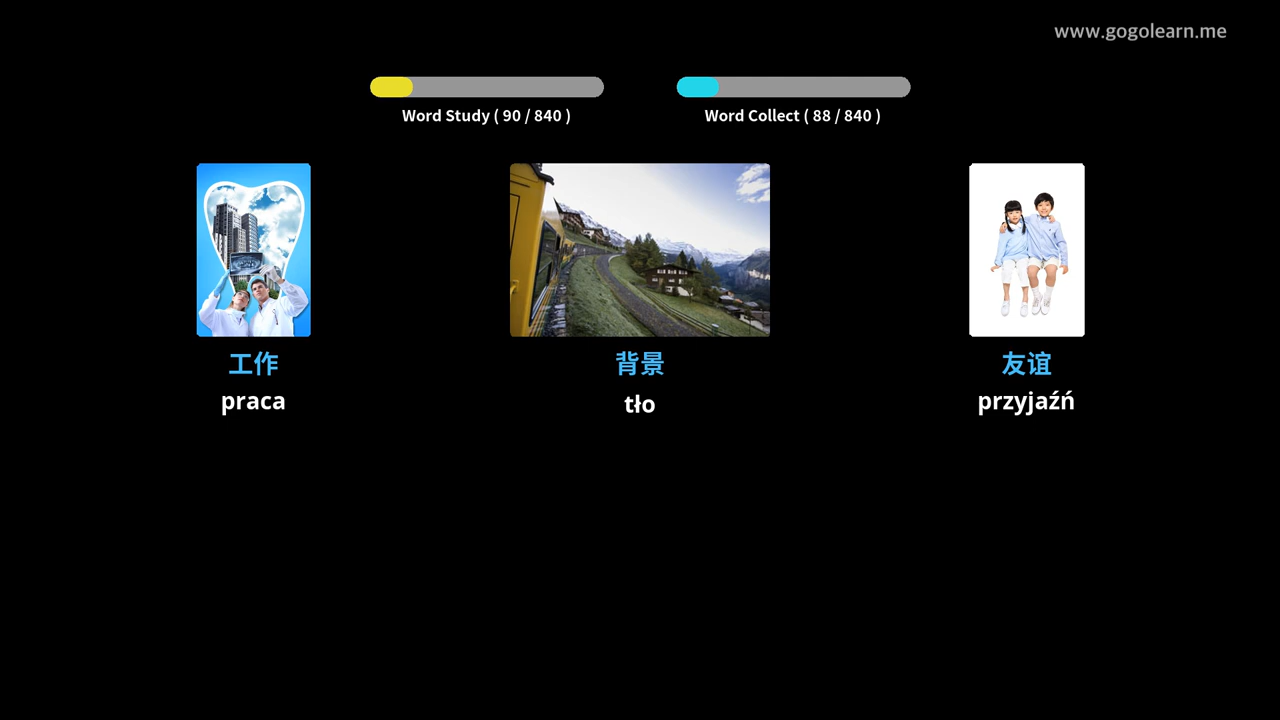 www.gogolearn.me
Word Study ( 90 / 840 )
Word Collect ( 88 / 840 )
工作
背景
友谊
praca
tło
przyjaźń